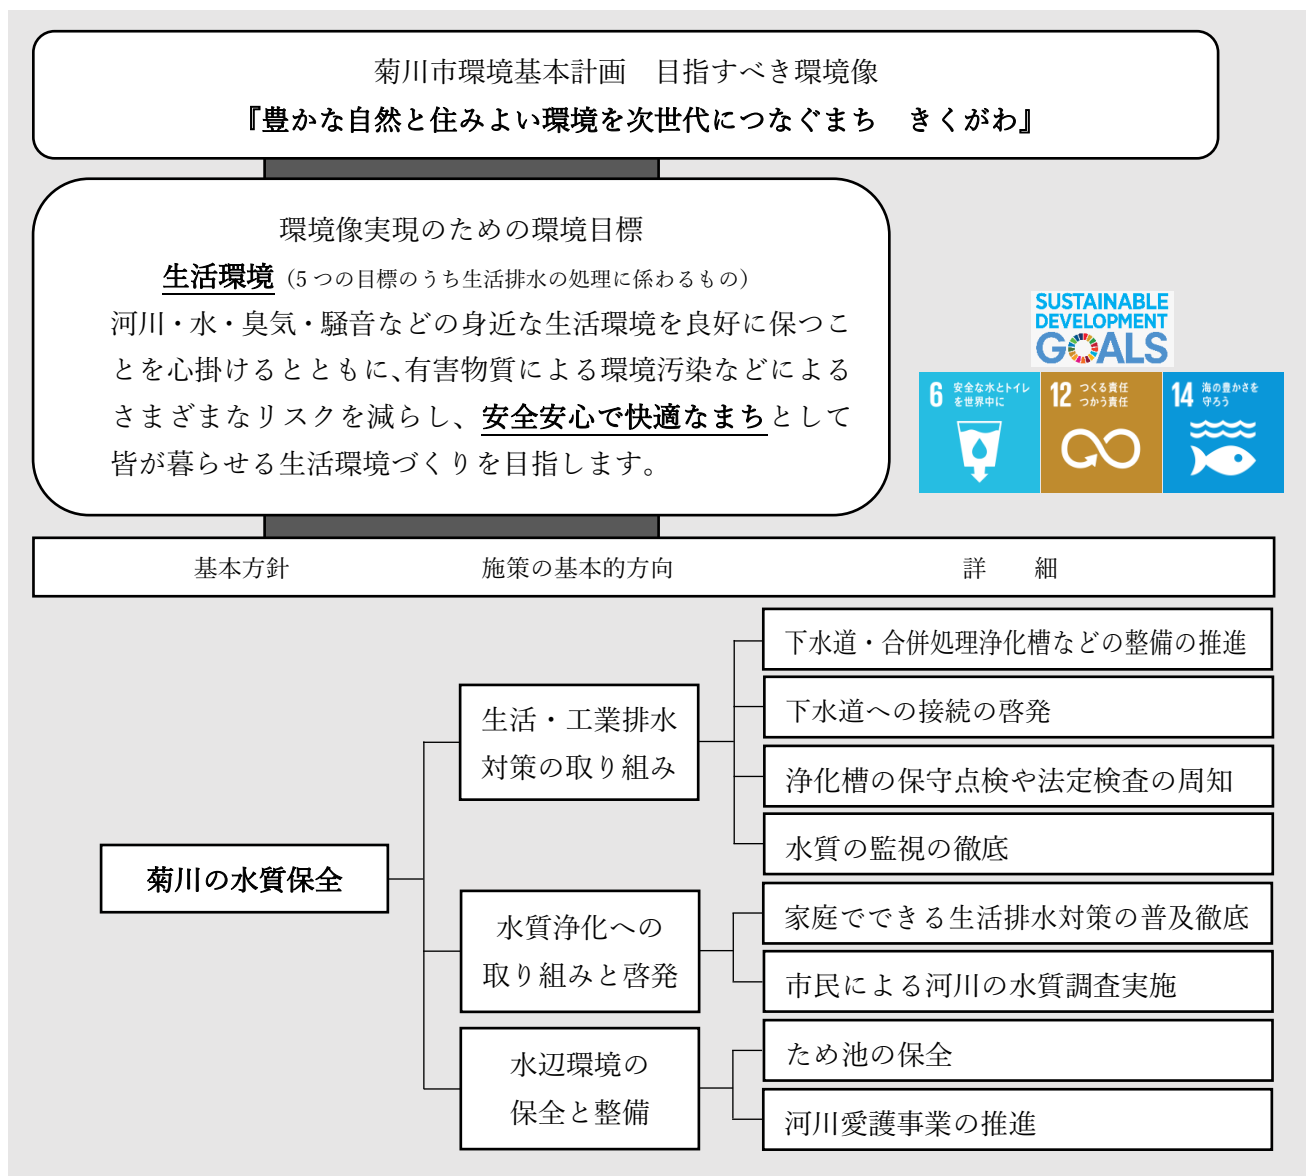 菊川市環境基本計画　目指すべき環境像
『豊かな自然と住みよい環境を次世代につなぐまち　きくがわ』
環境像実現のための環境目標
生活環境（5つの目標のうち生活排水の処理に係わるもの）
河川・水・臭気・騒音などの身近な生活環境を良好に保つこ
とを心掛けるとともに、有害物質による環境汚染などによる
さまざまなリスクを減らし、安全安心で快適なまちとして
皆が暮らせる生活環境づくりを目指します。
SUSTAINABLE
DEVELOPMENT
GOALS
6 安全な水とトイレ
を世界中に
12 つくる責任
つかう責任
14 海の豊かさを
守ろう
基本方針　施策の基本的方向　詳　細
菊川の水質保全
生活・工業排水
対策の取り組み
下水道・合併処理浄化槽などの整備の推進
下水道への接続の啓発
浄化槽の保守点検や法定検査の周知
水質の監視の徹底
水質浄化への
取り組みと啓発
家庭でできる生活排水対策の普及徹底
市民による河川の水質調査実施
水辺環境の
保全と整備
ため池の保全
河川愛護事業の推進